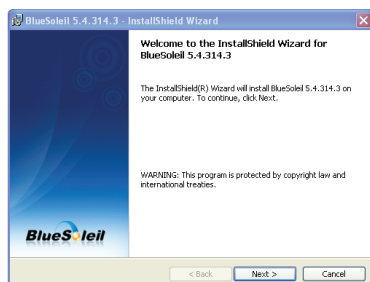 BlueSoleil 5.4.314.3 - InstallShield Wizard
Welcome to the InstallShield Wizard for
BlueSoleil 5.4.314.3
The InstallShield(R) Wizard will install BlueSoleil 5.4.314.3 on
your computer. To continue, click Next.
WARNING: This program is protected by copyright law and
international treaties.
BlueSoleil
< Back Next > Cancel